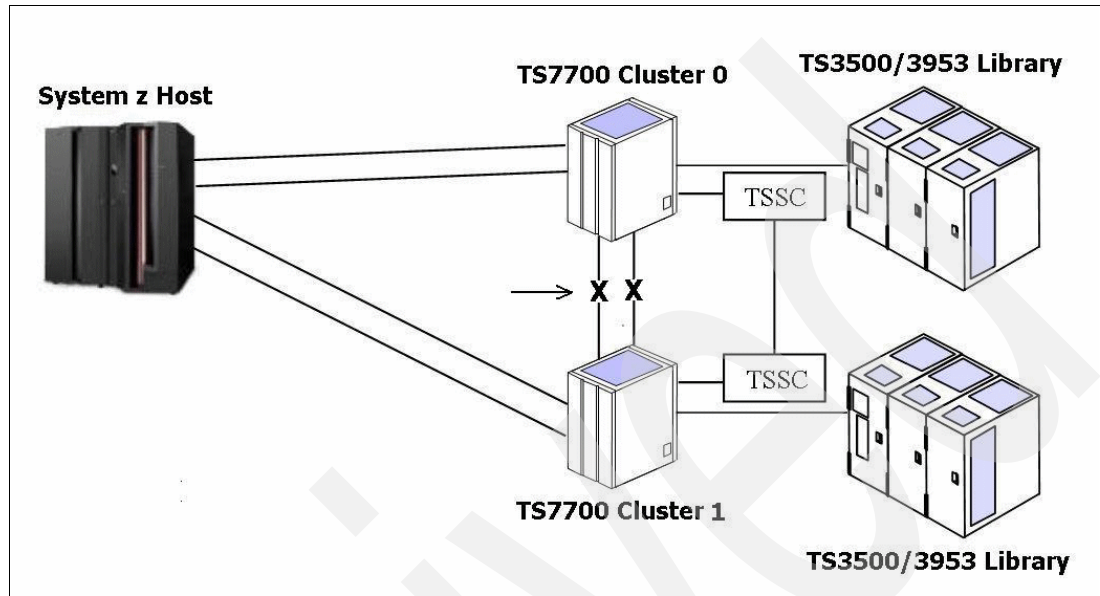 TS7700 Cluster 0
TS3500/3953 Library
System z Host
TSSC
X X
TSSC
TS7700 Cluster 1
TS3500/3953 Library